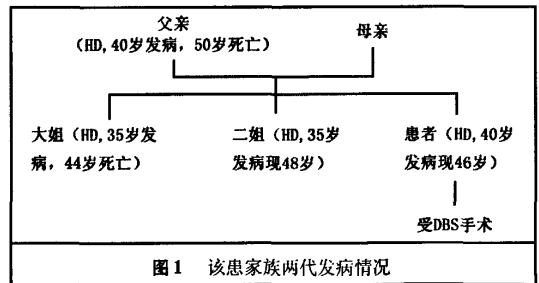 父亲
母亲
（HD,40岁发病，50岁死亡）
大姐（HD,35岁发
病，44岁死亡）
二姐（HD,35岁
发病现48岁）
患者（HD,40岁
发病现46岁）
受DBS手术
图1 该患家族两代发病情况